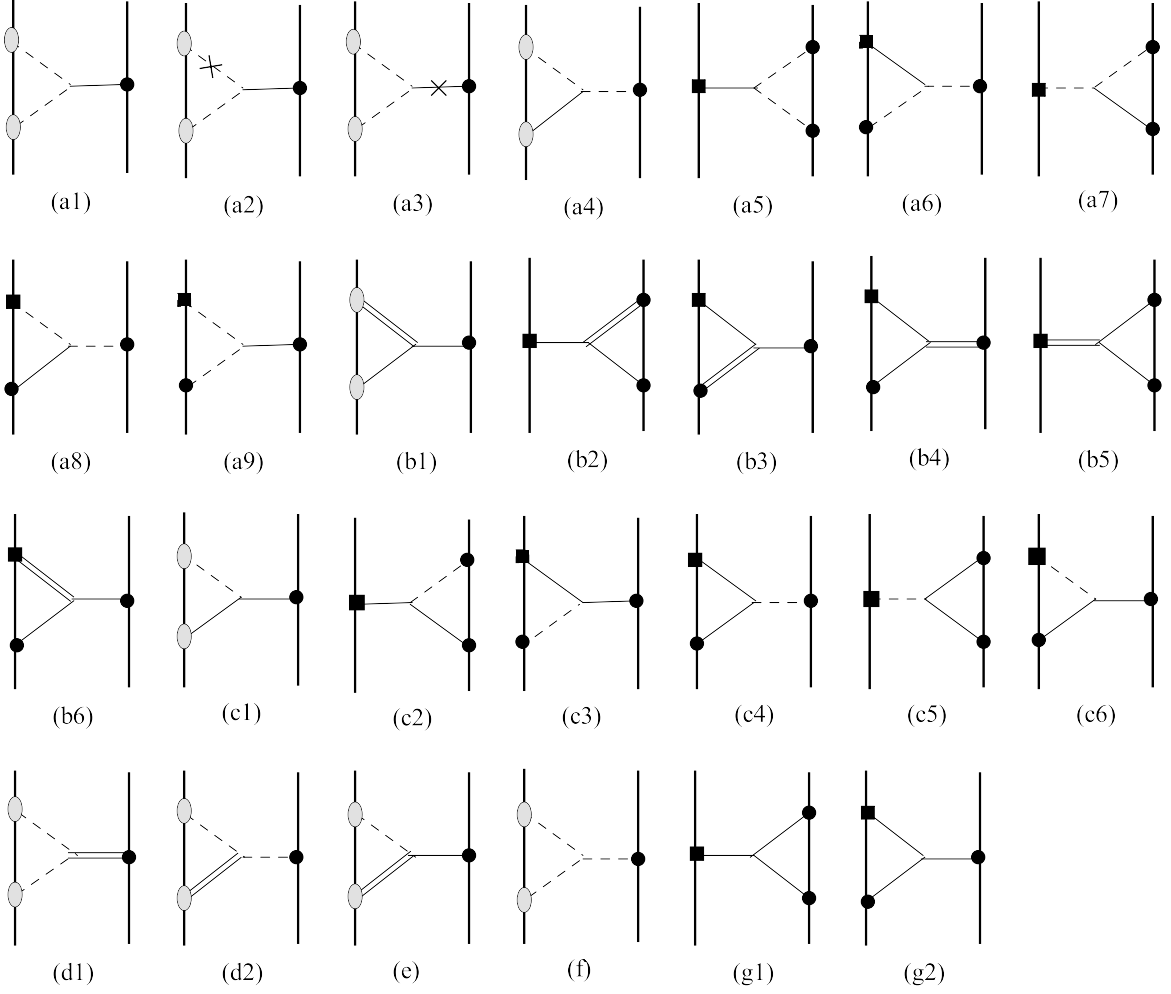 (a1) (a2) (a3) (a4) (a5) (a6) (a7)
(a8) (a9) (b1) (b2) (b3) (b4) (b5)
(b6) (c1) (c2) (c3) (c4) (c5) (c6)
(d1) (d2) (e) (f) (g1) (g2)